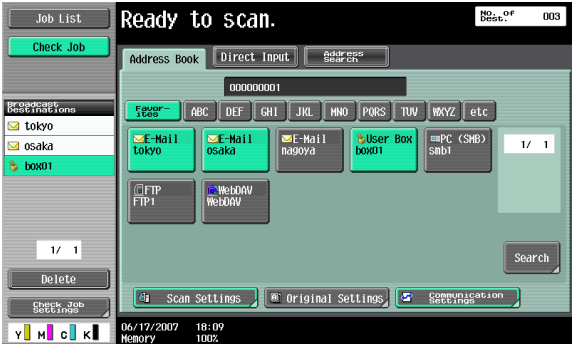 Job List
Ready to scan.
No. of Dest. 003
Check Job
Address Book
Direct Input
Address Search
000000001
Broadcast Destinations
Favor-ites
ABC
DEF
GHI
JKL
MNO
PQRS
TUV
WXYZ
etc
tokyo
osaka
box01
E-Mail
tokyo
E-Mail
osaka
E-Mail
nagoya
User Box
box01
PC (SMB)
smb1
1/ 1
FTP
FTP1
WebDAV
WebDAV
1/ 1
Search
Delete
Check Job Settings
Scan Settings
Original Settings
Communication Settings
Y M C K
06/17/2007 18:09
Memory 100%